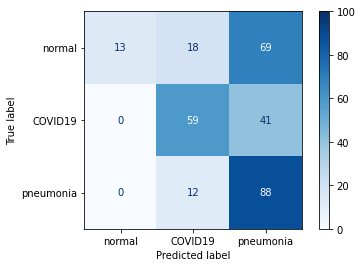 100
normal 13 18 69
80
60
True label
COVID19 0 59 41
40
20
pneumonia 0 12 88
0
normal COVID19 pneumonia
Predicted label